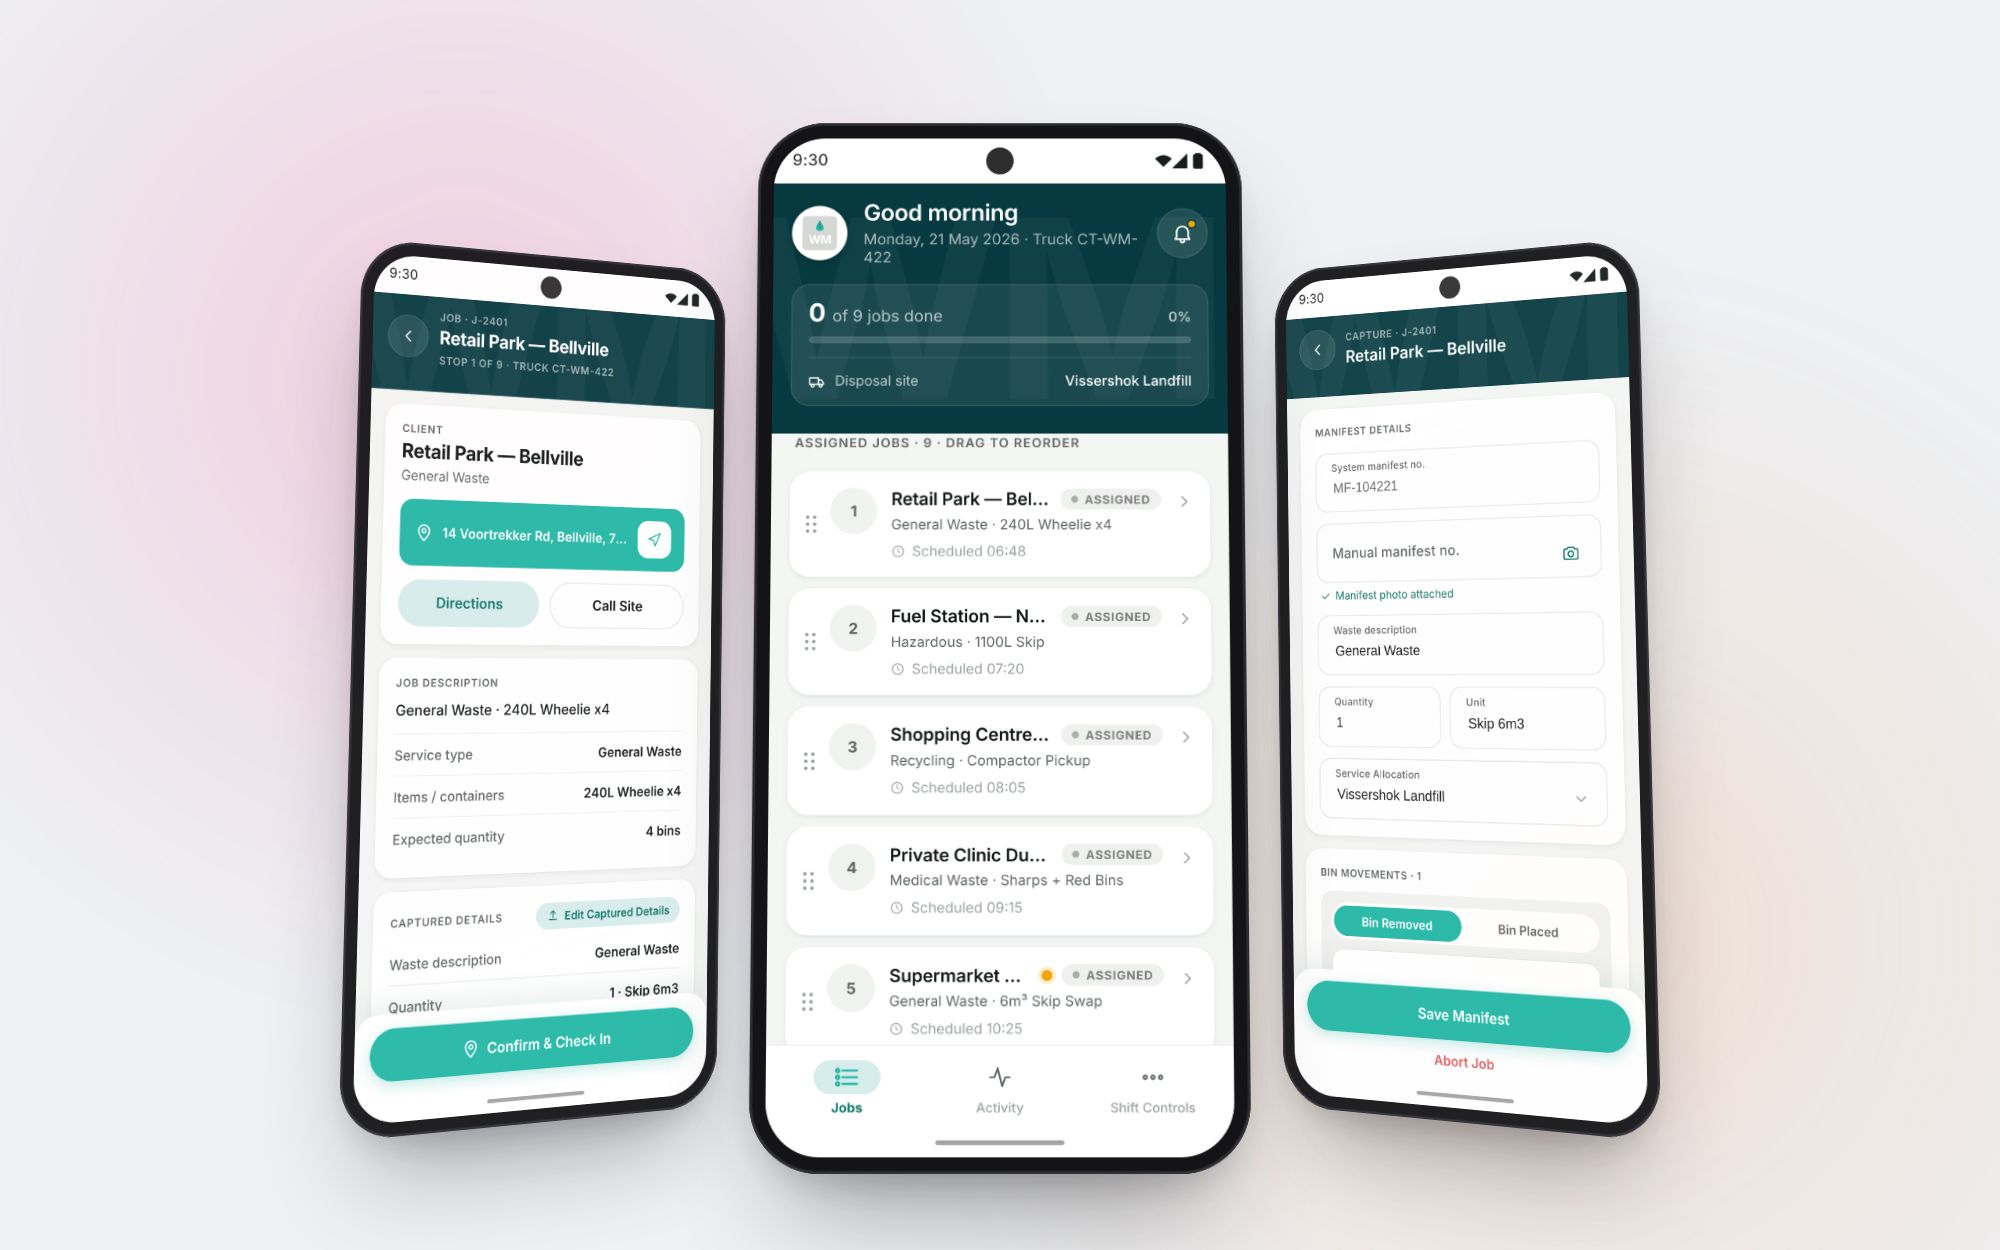 9:30
JOB · J-2401
Retail Park — Bellville
STOP 1 OF 9 · TRUCK CT-WM-422
CLIENT
Retail Park — Bellville
General Waste
14 Voortrekker Rd, Bellville, 7...
Directions
Call Site
JOB DESCRIPTION
General Waste · 240L Wheelie x4
Service type
General Waste
Items / containers
240L Wheelie x4
Expected quantity
4 bins
CAPTURED DETAILS
Edit Captured Details
Waste description
General Waste
Quantity
1 · Skip 6m3
Confirm & Check In
9:30
WM
Good morning
Monday, 21 May 2026 · Truck CT-WM-
422
0 of 9 jobs done
0%
Disposal site
Vissershok Landfill
ASSIGNED JOBS · 9 · DRAG TO REORDER
1
Retail Park — Bel...
ASSIGNED
General Waste · 240L Wheelie x4
Scheduled 06:48
2
Fuel Station — N...
ASSIGNED
Hazardous · 1100L Skip
Scheduled 07:20
3
Shopping Centre...
ASSIGNED
Recycling · Compactor Pickup
Scheduled 08:05
4
Private Clinic Du...
ASSIGNED
Medical Waste · Sharps + Red Bins
Scheduled 09:15
5
Supermarket ...
ASSIGNED
General Waste · 6m³ Skip Swap
Scheduled 10:25
Jobs
Activity
Shift Controls
9:30
CAPTURE · J-2401
Retail Park — Bellville
MANIFEST DETAILS
System manifest no.
MF-104221
Manual manifest no.
Manifest photo attached
Waste description
General Waste
Quantity
1
Unit
Skip 6m3
Service Allocation
Vissershok Landfill
BIN MOVEMENTS · 1
Bin Removed
Bin Placed
Save Manifest
Abort Job